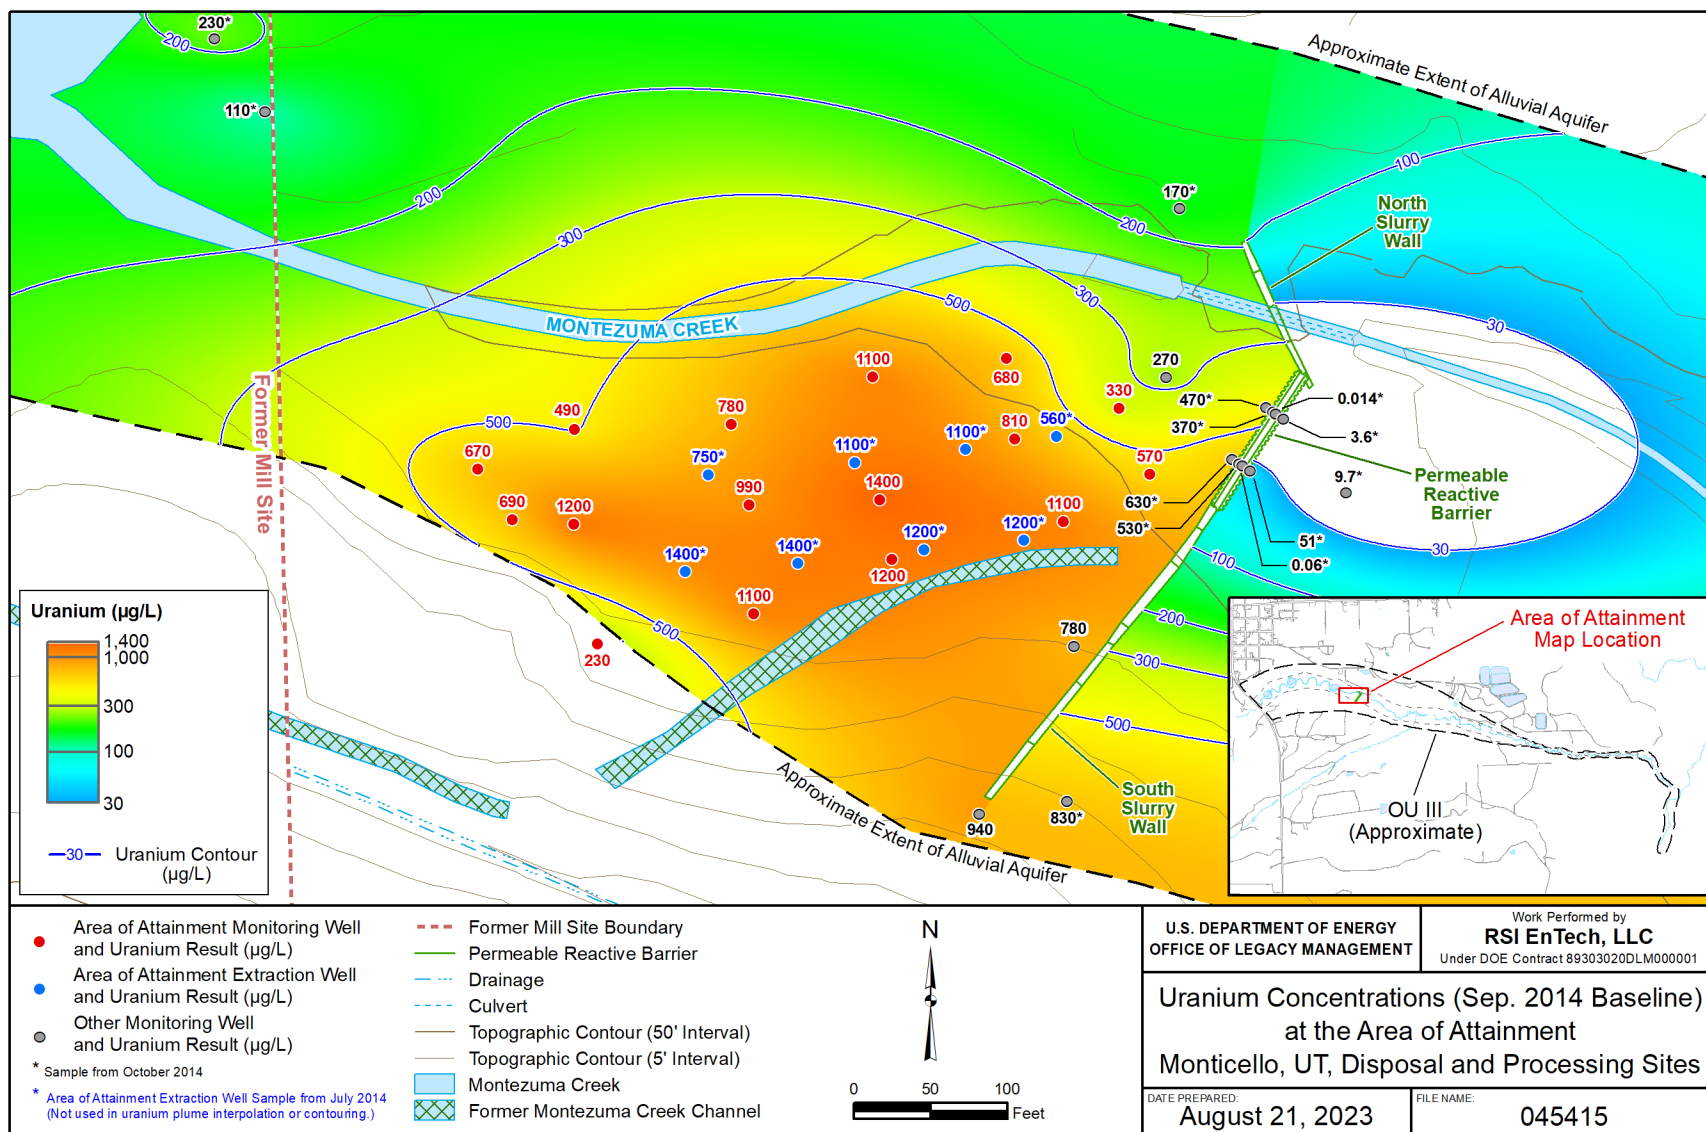 230*
200
110*
Approximate Extent of Alluvial Aquifer
100
200
300
170*
200
North
Slurry
Wall
300
500
30
MONTEZUMA CREEK
1100
680
270
330
470*
0.014*
370*
3.6*
Former Mill Site
490
780
810
560*
1100*
1100*
500
670
750*
990
1400
570
9.7*
Permeable
Reactive
Barrier
690
1200
630*
1100
530*
1200*
1200*
51*
0.06*
30
100
1400*
1400*
1200
1100
200
500
230
780
300
500
South
Slurry
Wall
940
830*
Approximate Extent of Alluvial Aquifer
Uranium (µg/L)
1,400
1,000
300
100
30
30
Uranium Contour
(µg/L)
Area of Attainment
Map Location
OU III
(Approximate)
Area of Attainment Monitoring Well
and Uranium Result (µg/L)
Area of Attainment Extraction Well
and Uranium Result (µg/L)
Other Monitoring Well
and Uranium Result (µg/L)
* Sample from October 2014
* Area of Attainment Extraction Well Sample from July 2014
(Not used in uranium plume interpolation or contouring.)
Former Mill Site Boundary
Permeable Reactive Barrier
Drainage
Culvert
Topographic Contour (50' Interval)
Topographic Contour (5' Interval)
Montezuma Creek
Former Montezuma Creek Channel
N
0 50 100
Feet
U.S. DEPARTMENT OF ENERGY
OFFICE OF LEGACY MANAGEMENT
Work Performed by
RSI EnTech, LLC
Under DOE Contract 89303020DLM000001
Uranium Concentrations (Sep. 2014 Baseline)
at the Area of Attainment
Monticello, UT, Disposal and Processing Sites
DATE PREPARED:
August 21, 2023
FILE NAME:
045415